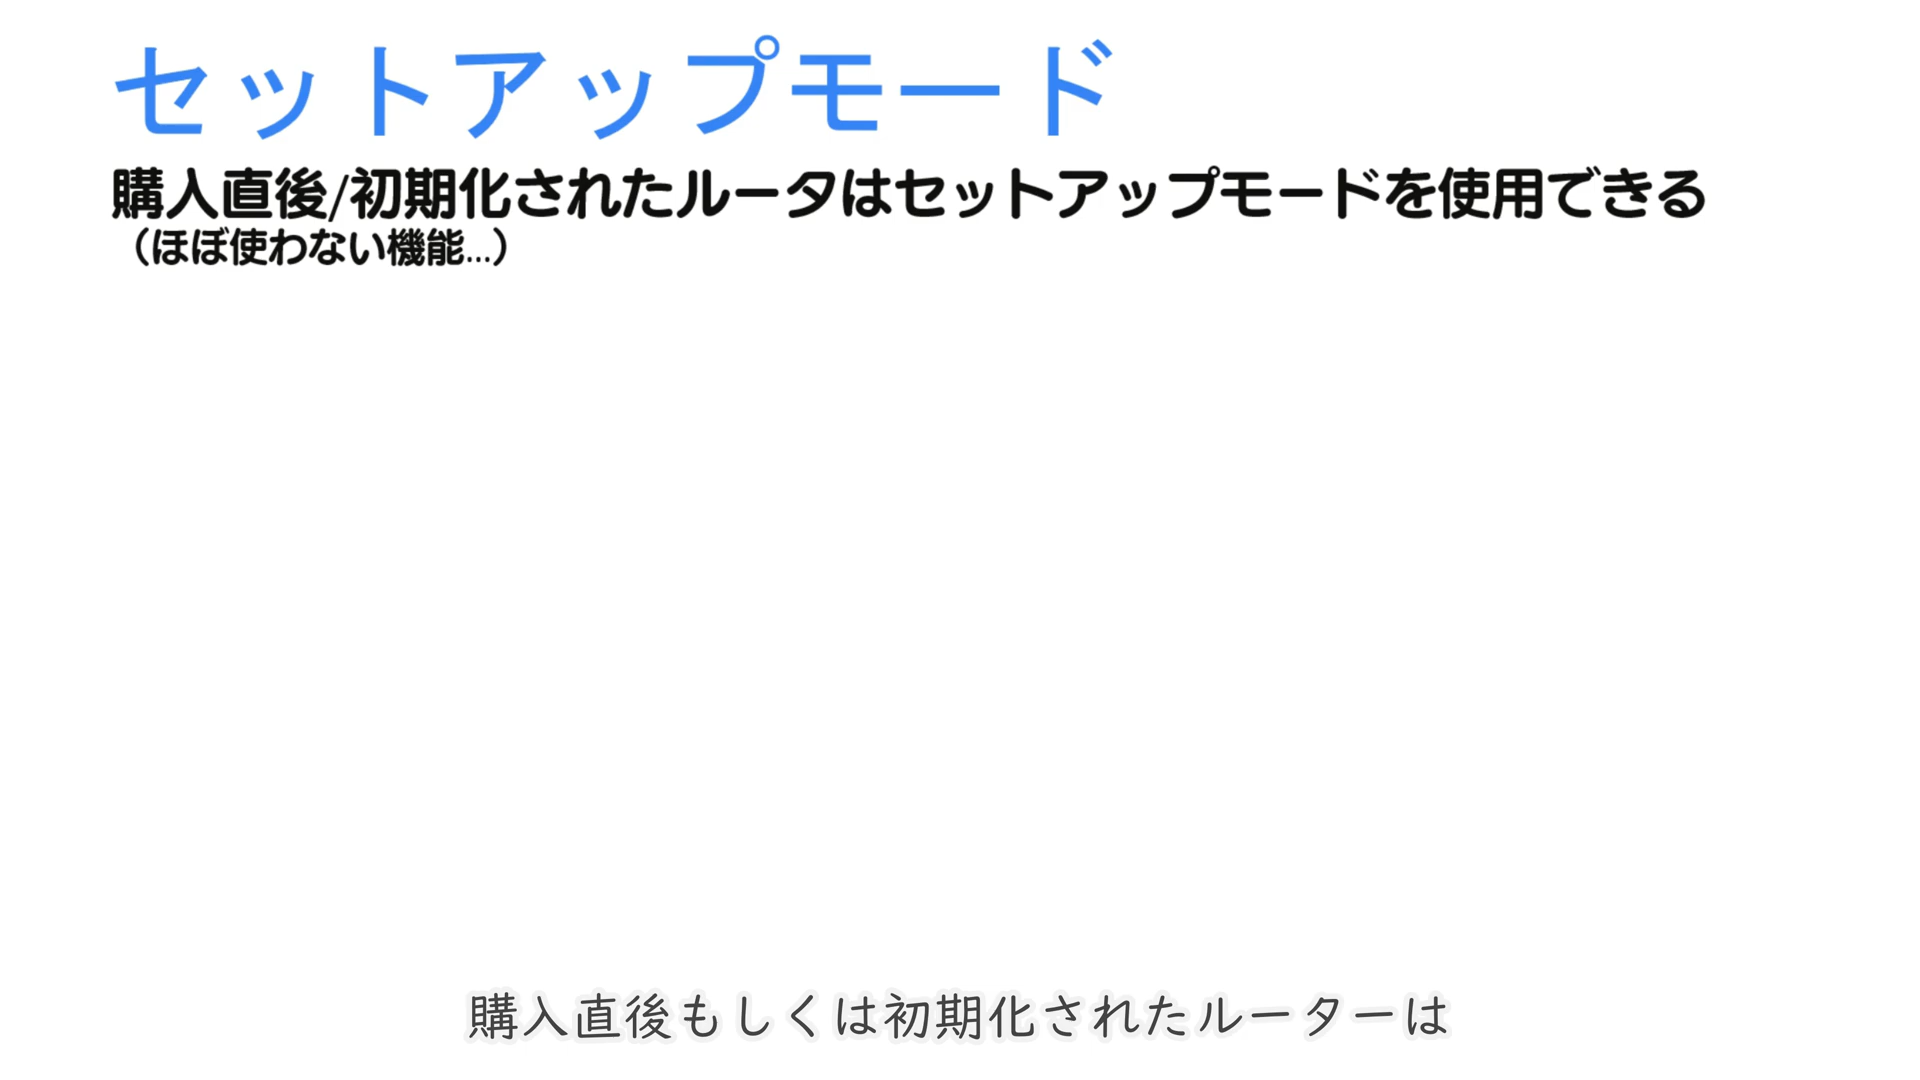 セットアップモード
購入直後/初期化されたルータはセットアップモードを使用できる
（ほぼ使わない機能...）
購入直後もしくは初期化されたルーターは